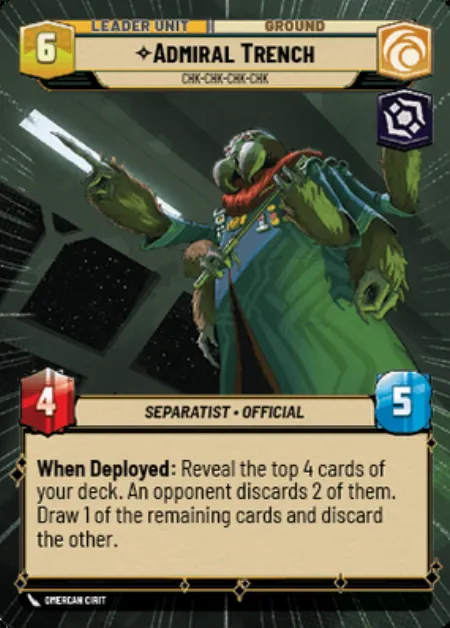 LEADER UNIT GROUND
6
ADMIRAL TRENCH
CHK-CHK-CHK-CHK
4
SEPARATIST • OFFICIAL
5
When Deployed: Reveal the top 4 cards of
your deck. An opponent discards 2 of them.
Draw 1 of the remaining cards and discard
the other.
OMERCAN CIRIT